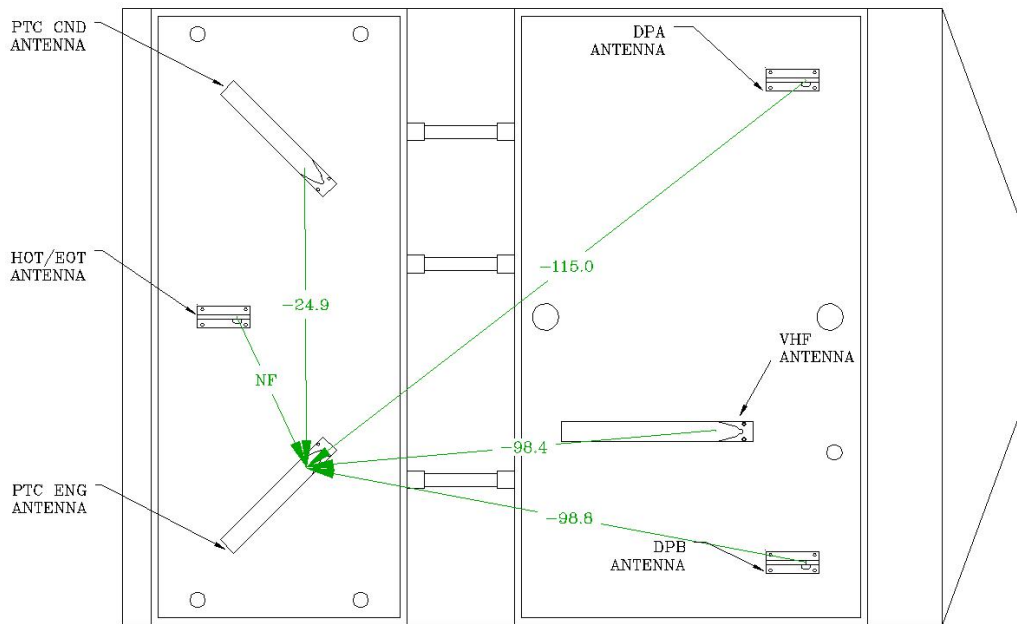 PTC CND
ANTENNA
DPA
ANTENNA
HOT/EOT
ANTENNA
-115.0
-24.9
VHF
ANTENNA
NF
-98.4
PTC ENG
ANTENNA
-98.8
DPB
ANTENNA